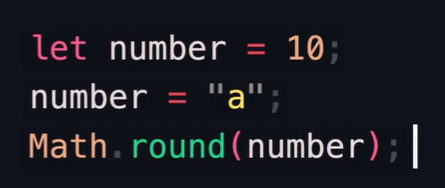 let number = 10;
number = "a";
Math.round(number);